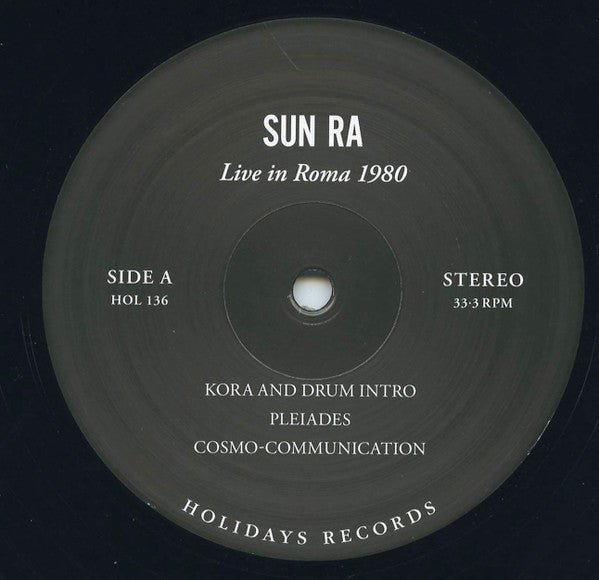 SUN RA
Live in Roma 1980
SIDE A
HOL 136
STEREO
33·3 RPM
KORA AND DRUM INTRO
PLEIADES
COSMO-COMMUNICATION
HOLIDAYS RECORDS